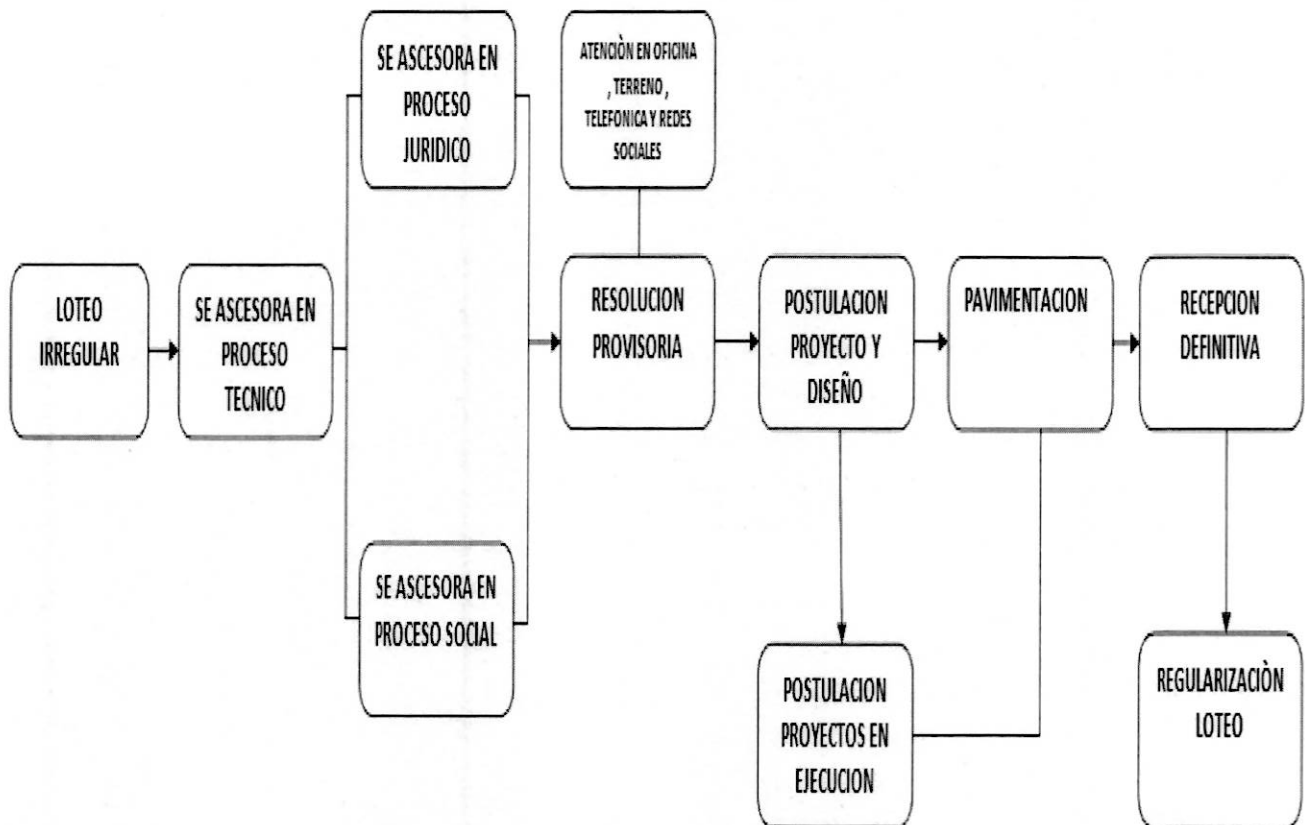 LOTEO
IRREGULAR
SE ASCESORA EN
PROCESO
TECNICO
SE ASCESORA EN
PROCESO
JURIDICO
SE ASCESORA EN
PROCESO SOCIAL
ATENCIÒN EN OFICINA
, TERRENO ,
TELEFONICA Y REDES
SOCIALES
RESOLUCION
PROVISORIA
POSTULACION
PROYECTO Y
DISEÑO
POSTULACION
PROYECTOS EN
EJECUCION
PAVIMENTACION
RECEPCION
DEFINITIVA
REGULARIZACIÒN
LOTEO